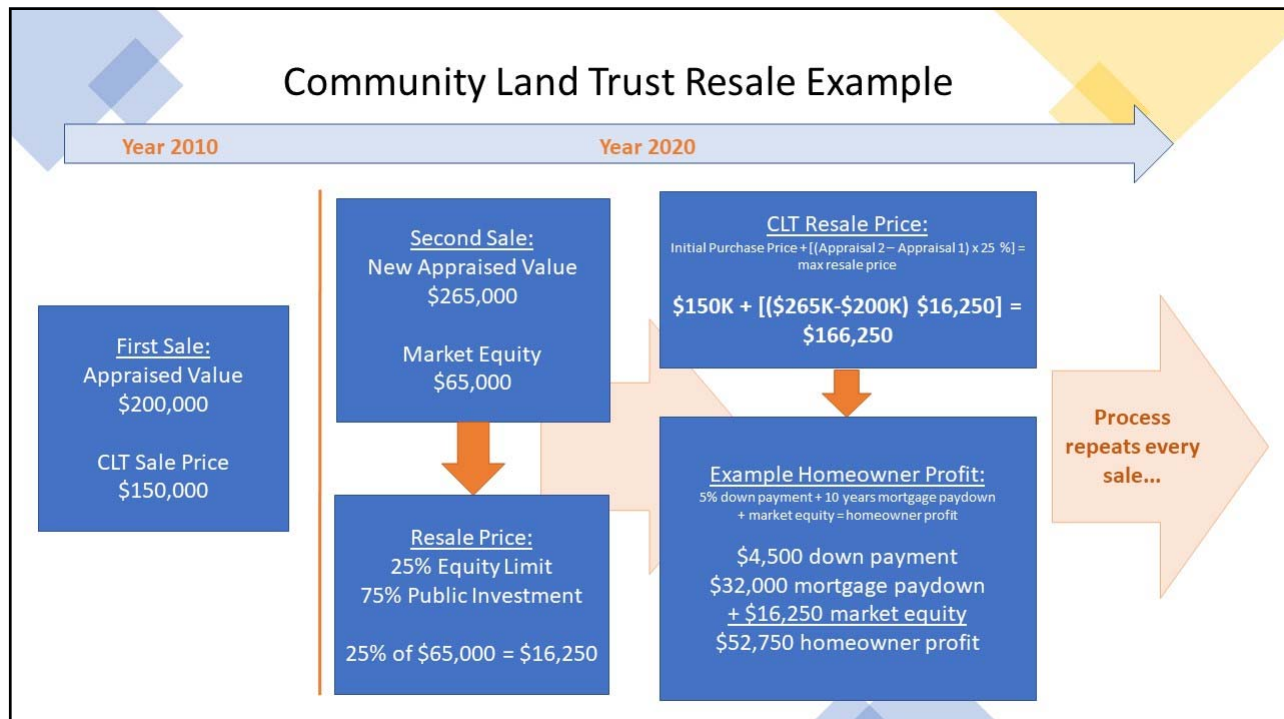 Community Land Trust Resale Example
Year 2010
Year 2020
First Sale:
Appraised Value
$200,000
CLT Sale Price
$150,000
Second Sale:
New Appraised Value
$265,000
Market Equity
$65,000
Resale Price:
25% Equity Limit
75% Public Investment
25% of $65,000 = $16,250
CLT Resale Price:
Initial Purchase Price + [(Appraisal 2 – Appraisal 1) x 25 %] =
max resale price
$150K + [($265K-$200K) $16,250] =
$166,250
Example Homeowner Profit:
5% down payment + 10 years mortgage paydown
+ market equity = homeowner profit
$4,500 down payment
$32,000 mortgage paydown
+ $16,250 market equity
$52,750 homeowner profit
Process
repeats every
sale...